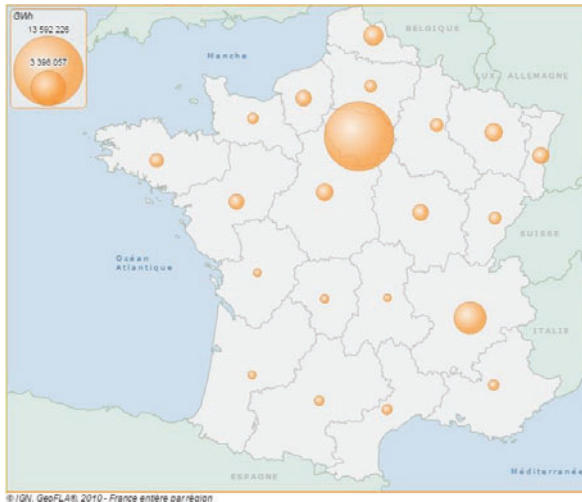 GWh
13 592 226
3 396 057
BELGIQUE
Manche
LUX.
ALLEMAGNE
Océan
Atlantique
SUISSE
ITALIE
ESPAGNE
Méditerranée
© IGN, GeoFLA®, 2010 - France entière par région